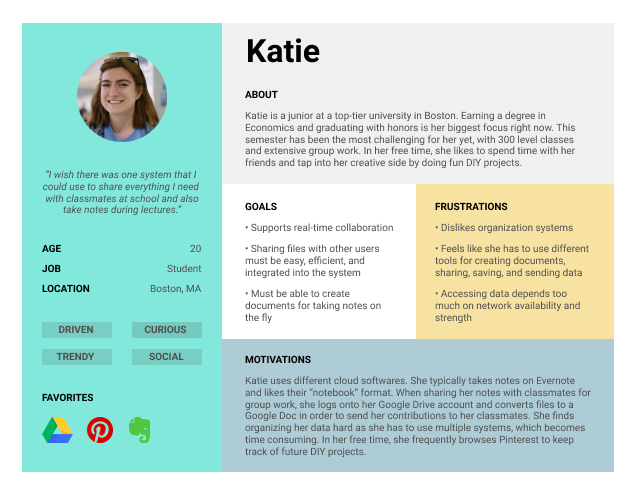 Katie
ABOUT
Katie is a junior at a top-tier university in Boston. Earning a degree in
Economics and graduating with honors is her biggest focus right now. This
semester has been the most challenging for her yet, with 300 level classes
and extensive group work. In her free time, she likes to spend time with her
friends and tap into her creative side by doing fun DIY projects.
“I wish there was one system that I
could use to share everything I need
with classmates at school and also
take notes during lectures.”
AGE 20
JOB Student
LOCATION Boston, MA
DRIVEN CURIOUS
TRENDY SOCIAL
FAVORITES
GOALS
• Supports real-time collaboration
• Sharing files with other users
must be easy, efficient, and
integrated into the system
• Must be able to create
documents for taking notes on
the fly
FRUSTRATIONS
• Dislikes organization systems
• Feels like she has to use different
tools for creating documents,
sharing, saving, and sending data
• Accessing data depends too
much on network availability and
strength
MOTIVATIONS
Katie uses different cloud softwares. She typically takes notes on Evernote
and likes their “notebook” format. When sharing her notes with classmates for
group work, she logs onto her Google Drive account and converts files to a
Google Doc in order to send her contributions to her classmates. She finds
organizing her data hard as she has to use multiple systems, which becomes
time consuming. In her free time, she frequently browses Pinterest to keep
track of future DIY projects.